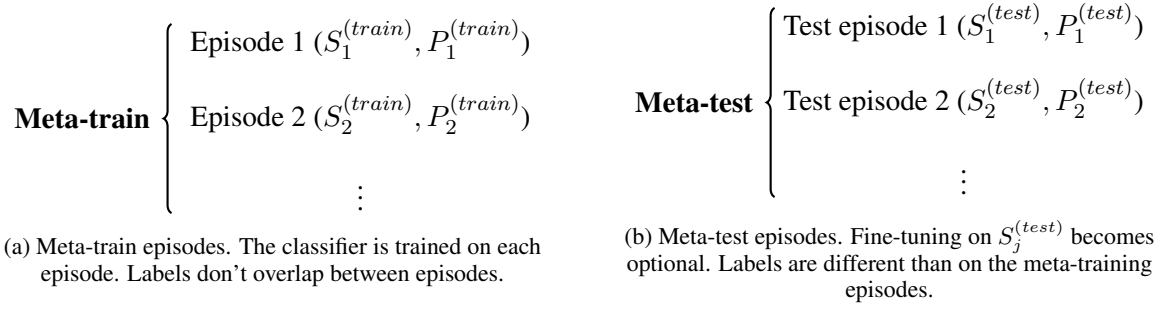 Meta-train
Episode 1 (S_1^{(train)}, P_1^{(train)})
Episode 2 (S_2^{(train)}, P_2^{(train)})
⋮
(a) Meta-train episodes. The classifier is trained on each
episode. Labels don't overlap between episodes.
Meta-test
Test episode 1 (S_1^{(test)}, P_1^{(test)})
Test episode 2 (S_2^{(test)}, P_2^{(test)})
⋮
(b) Meta-test episodes. Fine-tuning on S_j^{(test)} becomes
optional. Labels are different than on the meta-training
episodes.